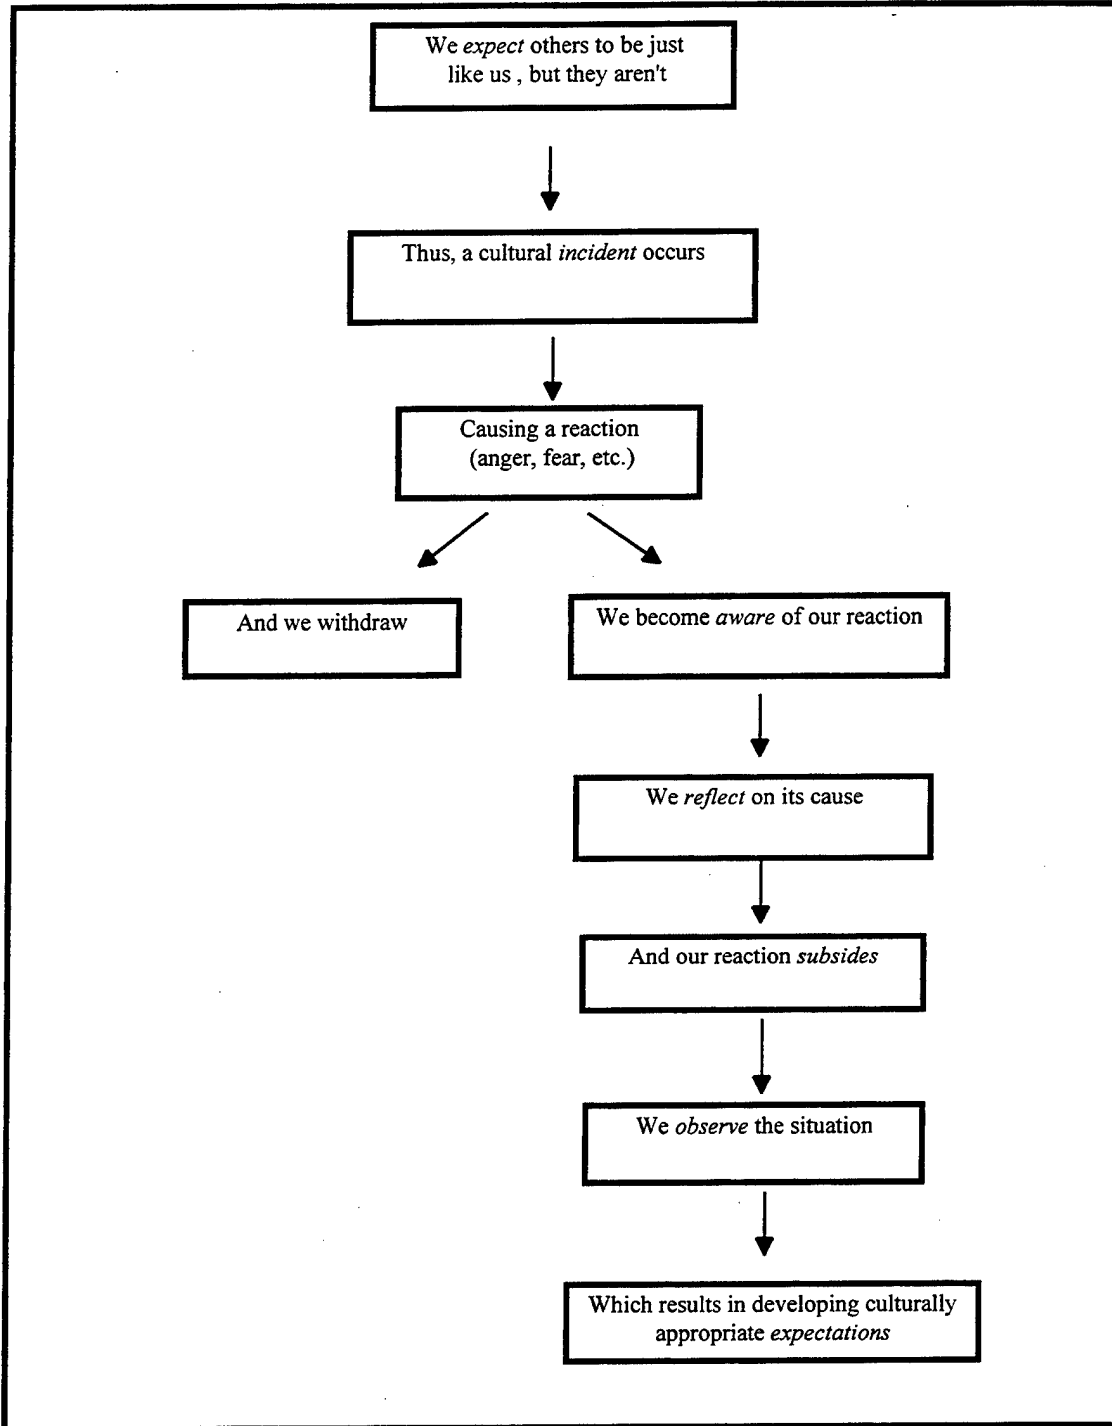 We expect others to be just
like us , but they aren't
Thus, a cultural incident occurs
Causing a reaction
(anger, fear, etc.)
And we withdraw
We become aware of our reaction
We reflect on its cause
And our reaction subsides
We observe the situation
Which results in developing culturally
appropriate expectations